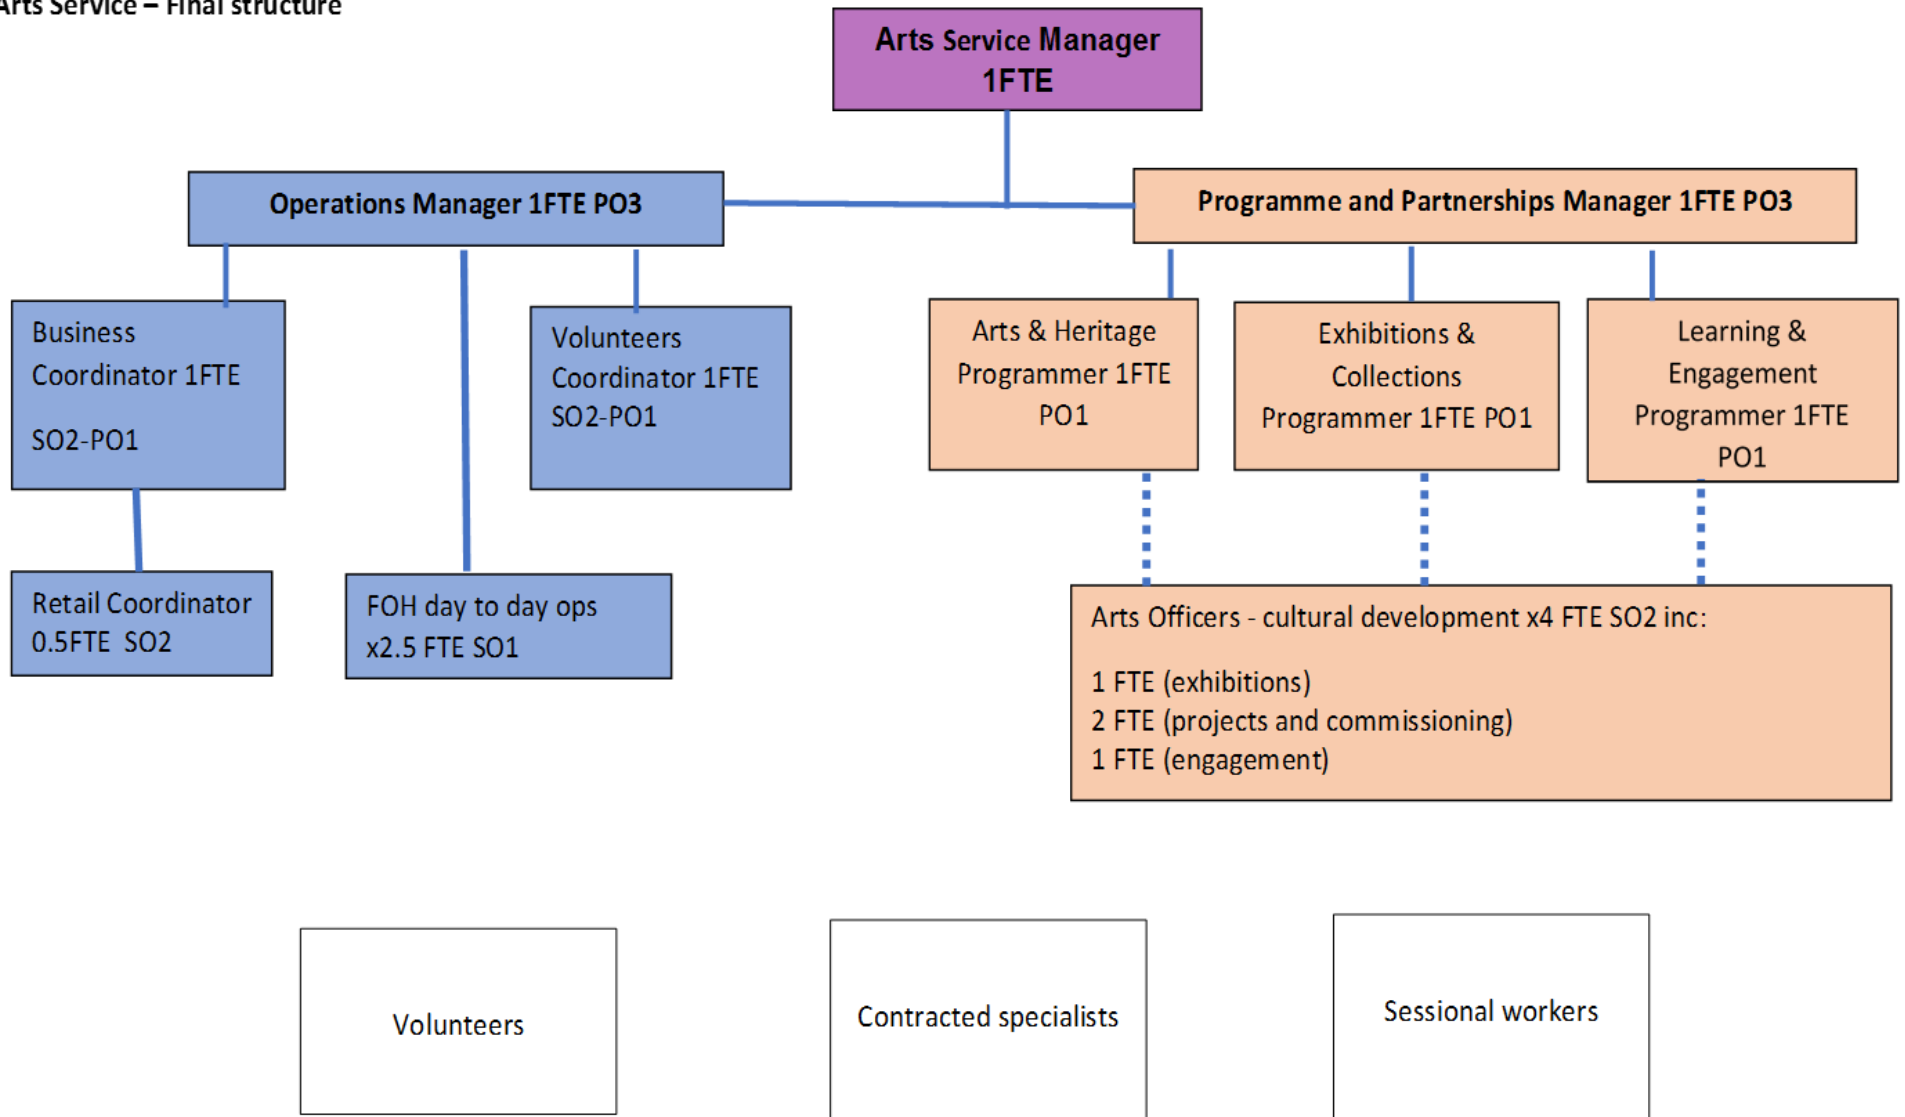 Arts Service – Final structure
Arts Service Manager
1FTE
Operations Manager 1FTE PO3
Programme and Partnerships Manager 1FTE PO3
Business
Coordinator 1FTE
SO2-PO1
Volunteers
Coordinator 1FTE
SO2-PO1
Arts & Heritage
Programmer 1FTE
PO1
Exhibitions &
Collections
Programmer 1FTE PO1
Learning &
Engagement
Programmer 1FTE
PO1
Retail Coordinator
0.5FTE  SO2
FOH day to day ops
x2.5 FTE SO1
Arts Officers - cultural development x4 FTE SO2 inc:
1 FTE (exhibitions)
2 FTE (projects and commissioning)
1 FTE (engagement)
Volunteers
Contracted specialists
Sessional workers